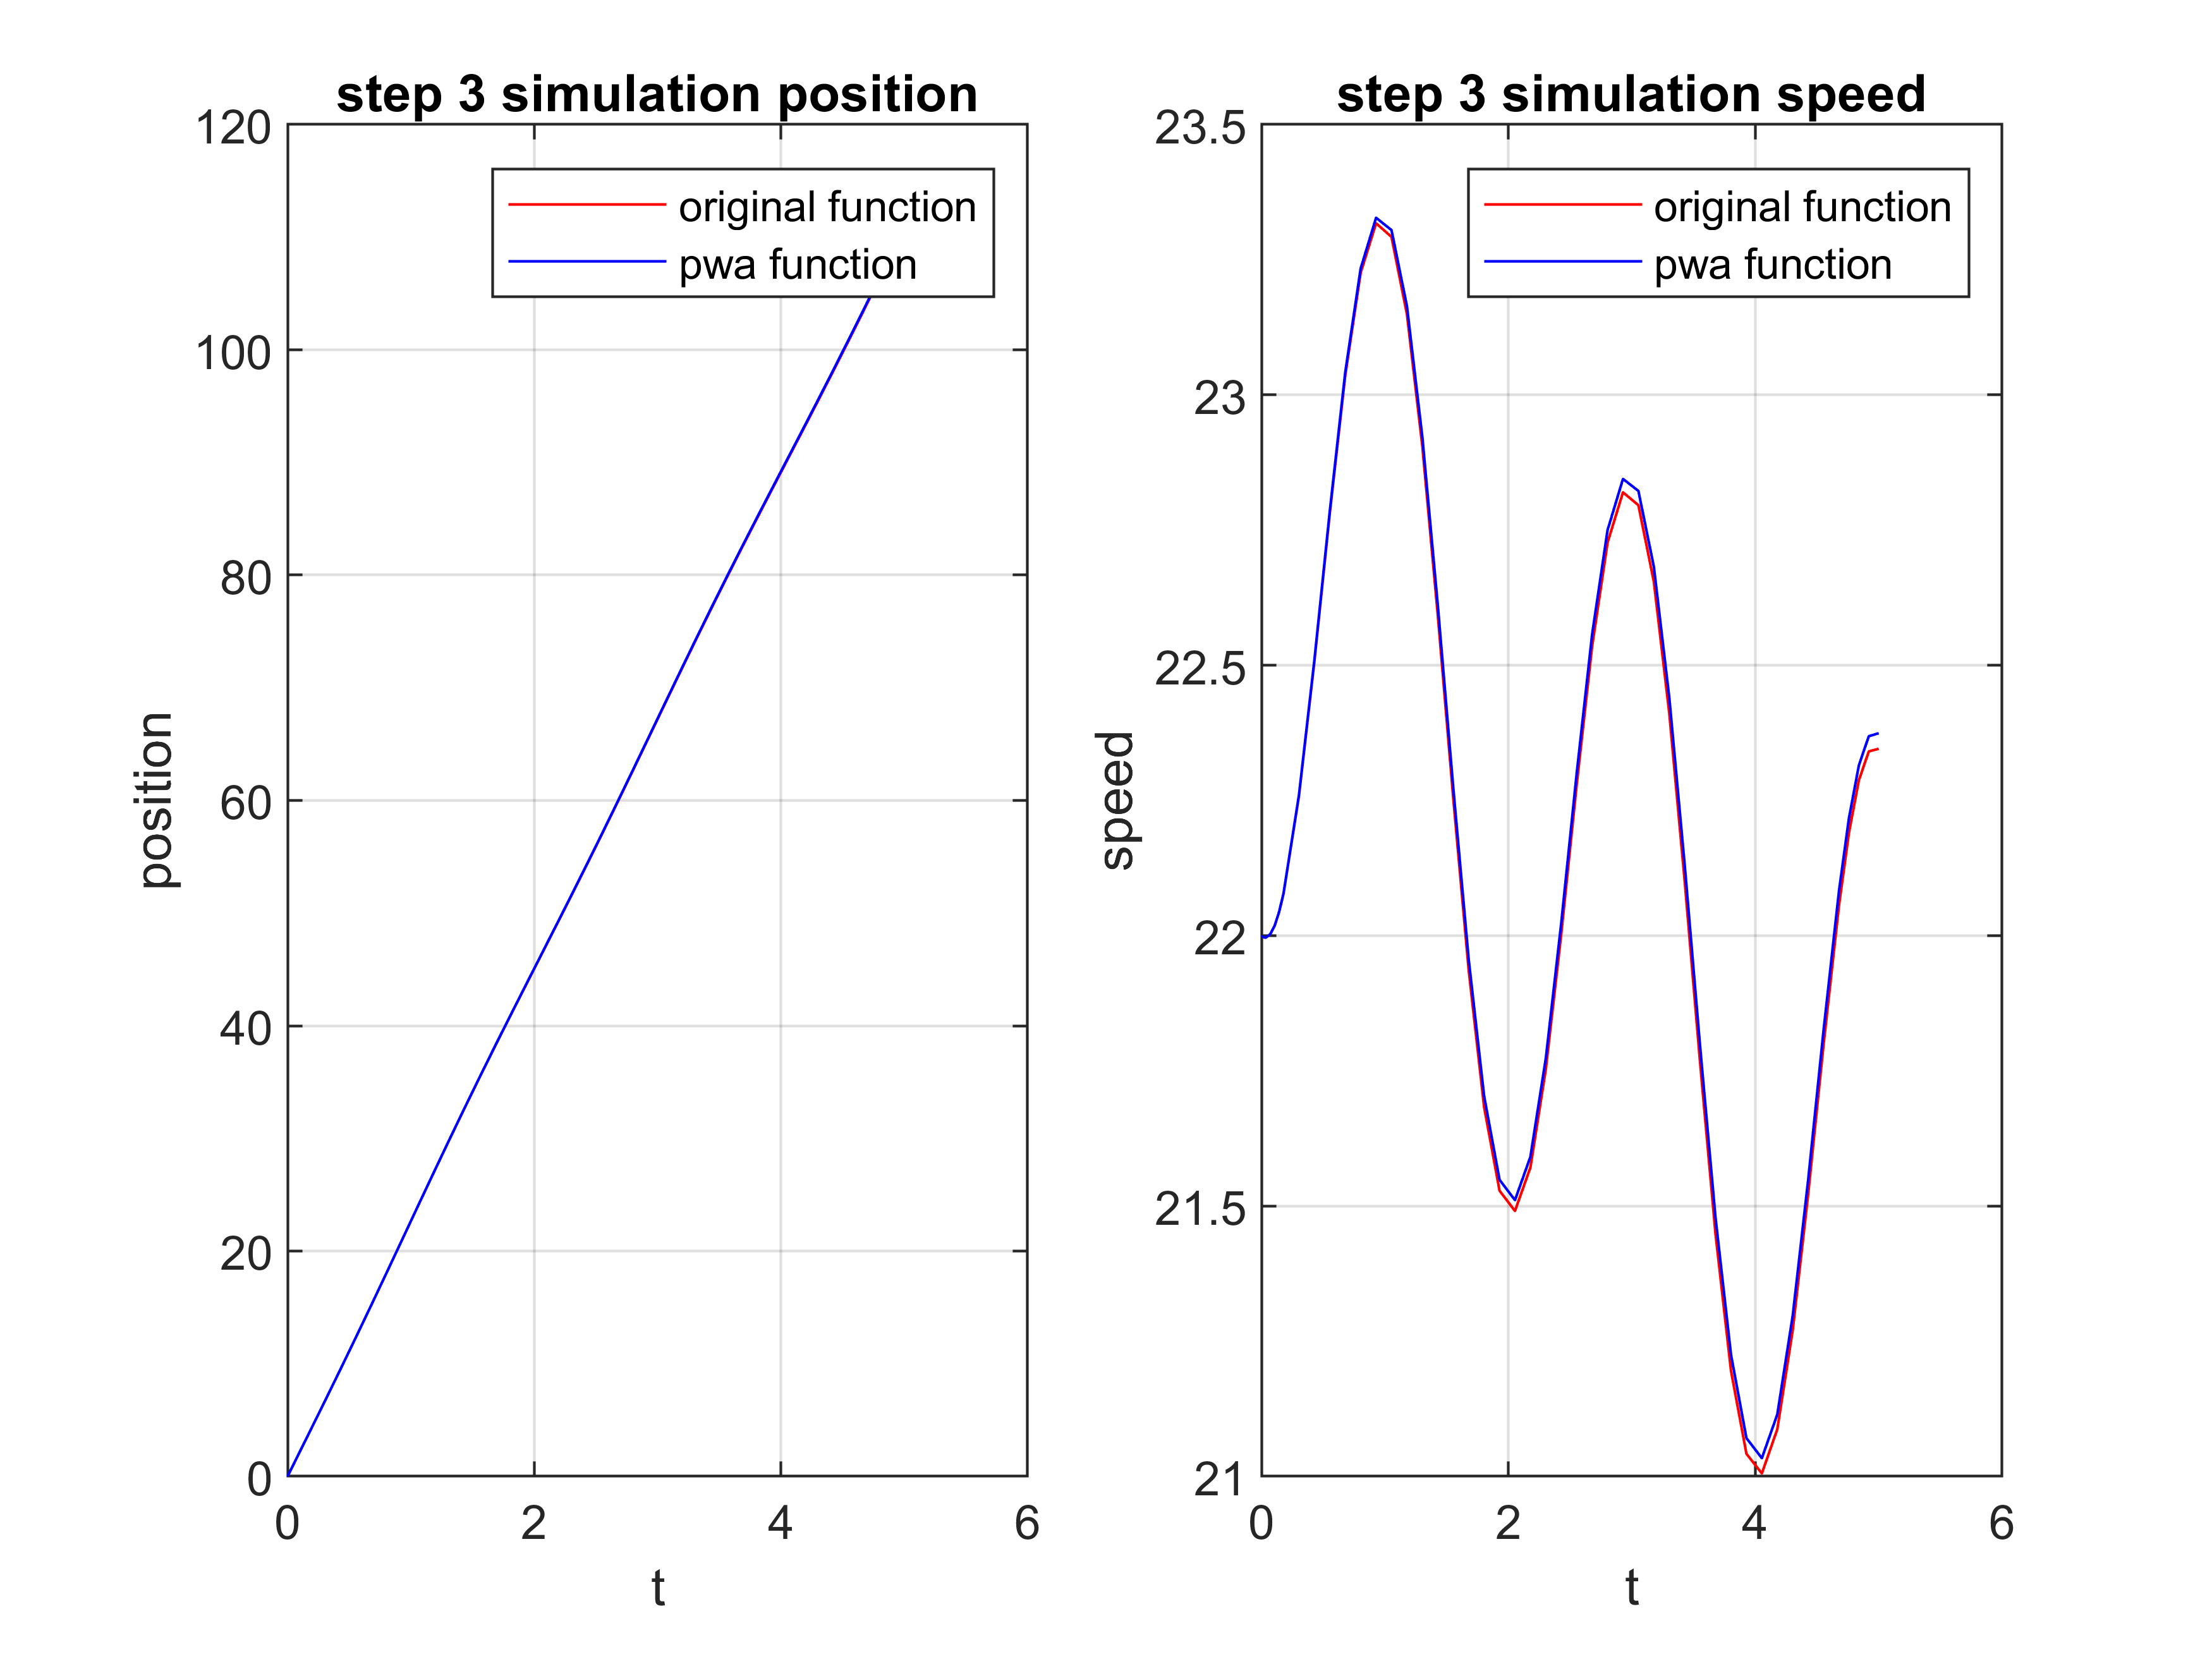 step 3 simulation position
120
100
80
60
40
20
0
0 2 4 6
position
t
original function
pwa function
step 3 simulation speed
23.5
23
22.5
22
21.5
21
0 2 4 6
speed
t
original function
pwa function